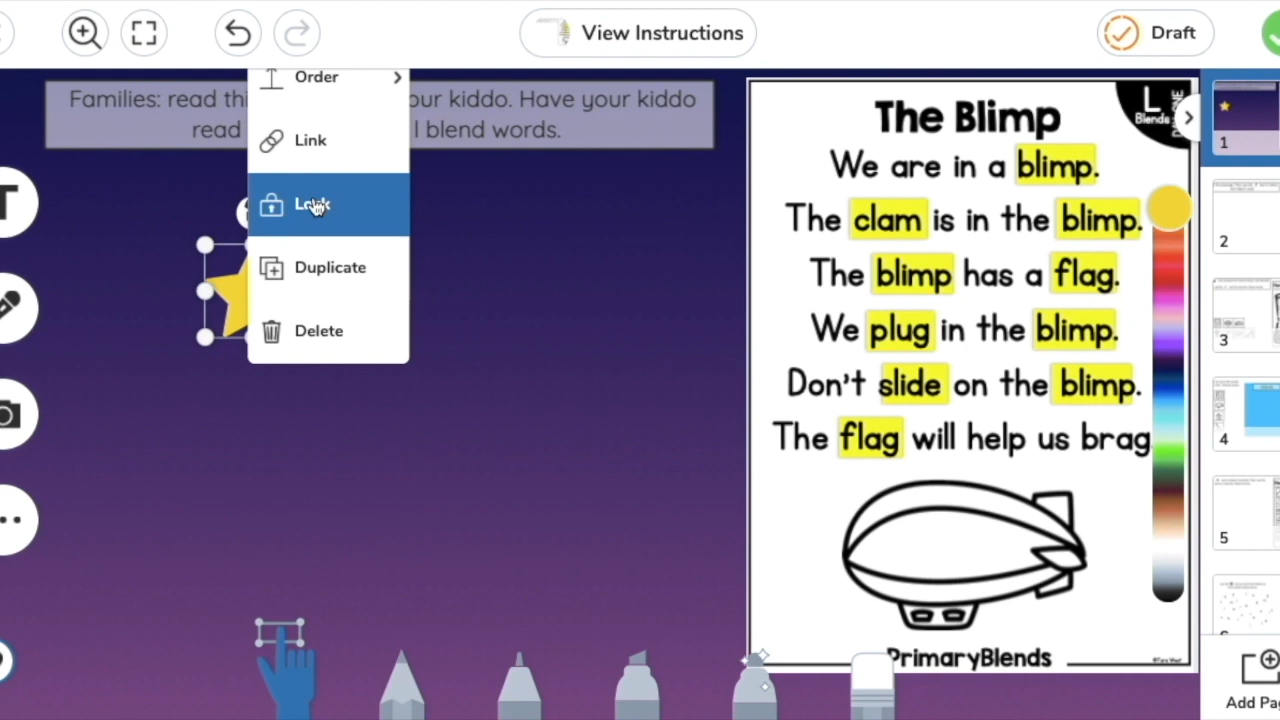 View Instructions
Draft
Order
Families: read thi our kiddo. Have your kiddo
read l blend words.
Link
Lock
Duplicate
Delete
T
The Blimp
L
Blends
We are in a blimp.
The clam is in the blimp.
The blimp has a flag.
We plug in the blimp.
Don't slide on the blimp.
The flag will help us brag.
PrimaryBlends
1
2
3
4
5
Add Pag